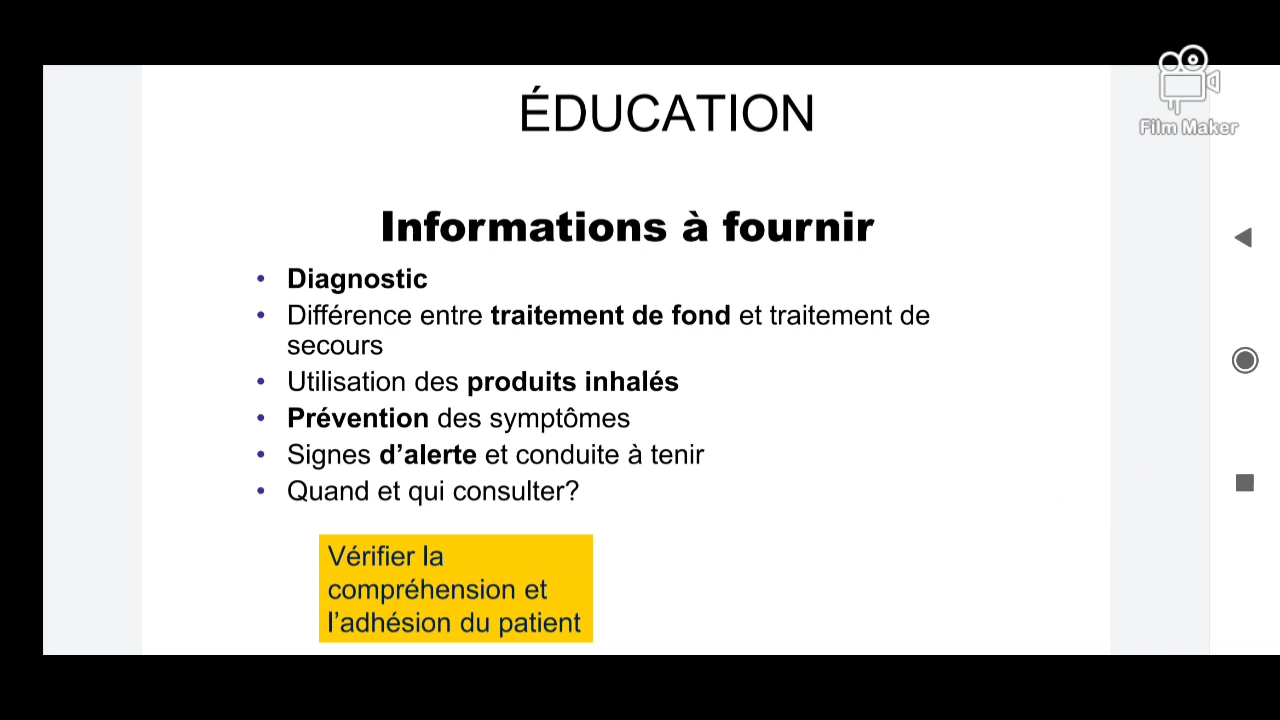 Film Maker
ÉDUCATION
Informations à fournir
• Diagnostic
• Différence entre traitement de fond et traitement de
secours
• Utilisation des produits inhalés
• Prévention des symptômes
• Signes d’alerte et conduite à tenir
• Quand et qui consulter?
Vérifier la
compréhension et
l’adhésion du patient